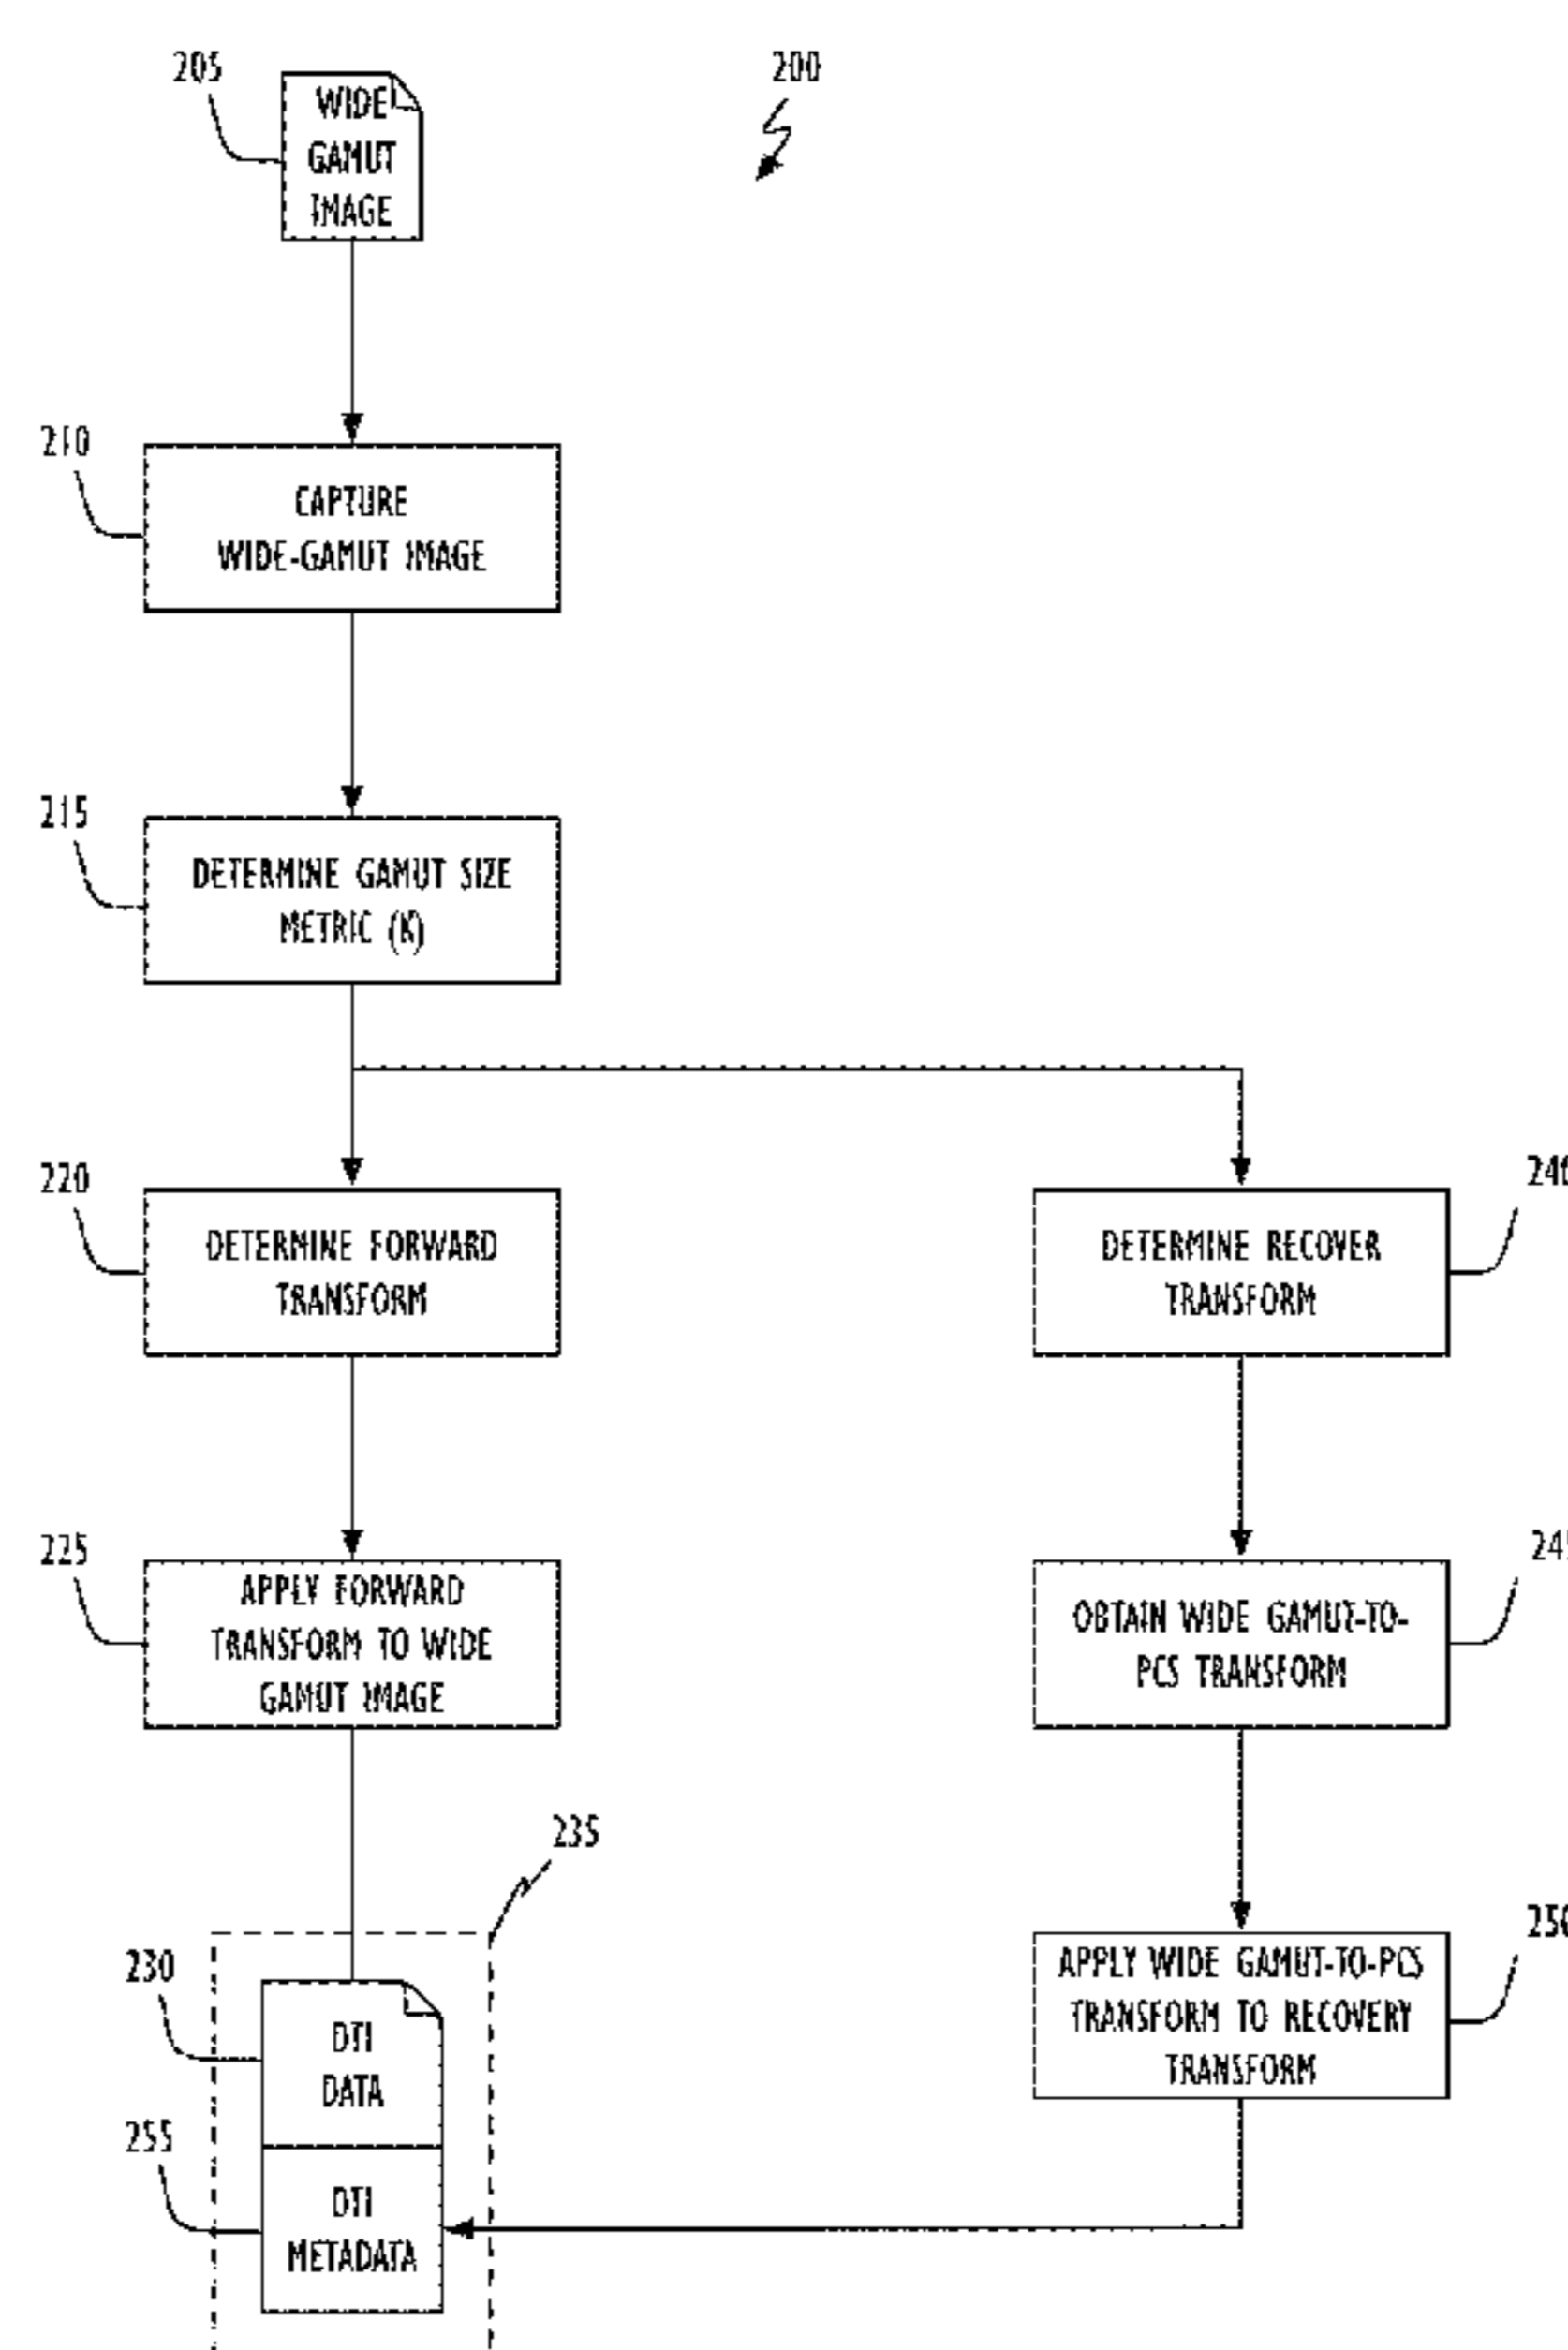 205
WIDE
GAMUT
IMAGE
200
210
CAPTURE
WIDE-GAMUT IMAGE
215
DETERMINE GAMUT SIZE
METRIC (K)
220
DETERMINE FORWARD
TRANSFORM
DETERMINE RECOVER
TRANSFORM
225
APPLY FORWARD
TRANSFORM TO WIDE
GAMUT IMAGE
OBTAIN WIDE GAMUT-TO-
PCS TRANSFORM
235
230
DTI
DATA
APPLY WIDE GAMUT-TO-PCS
TRANSFORM TO RECOVERY
TRANSFORM
255
DTI
METADATA